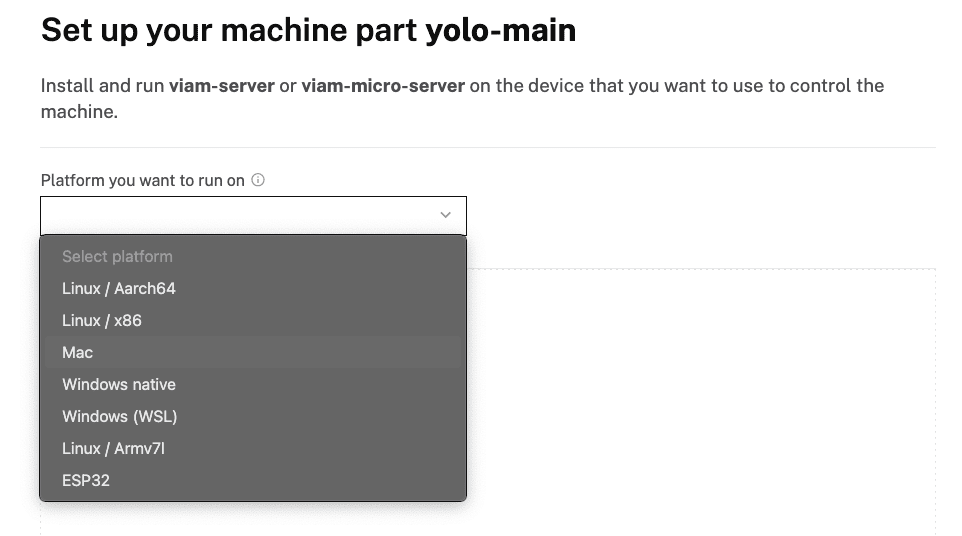 Set up your machine part yolo-main
Install and run viam-server or viam-micro-server on the device that you want to use to control the
machine.
Platform you want to run on
Select platform
Linux / Aarch64
Linux / x86
Mac
Windows native
Windows (WSL)
Linux / Armv7l
ESP32